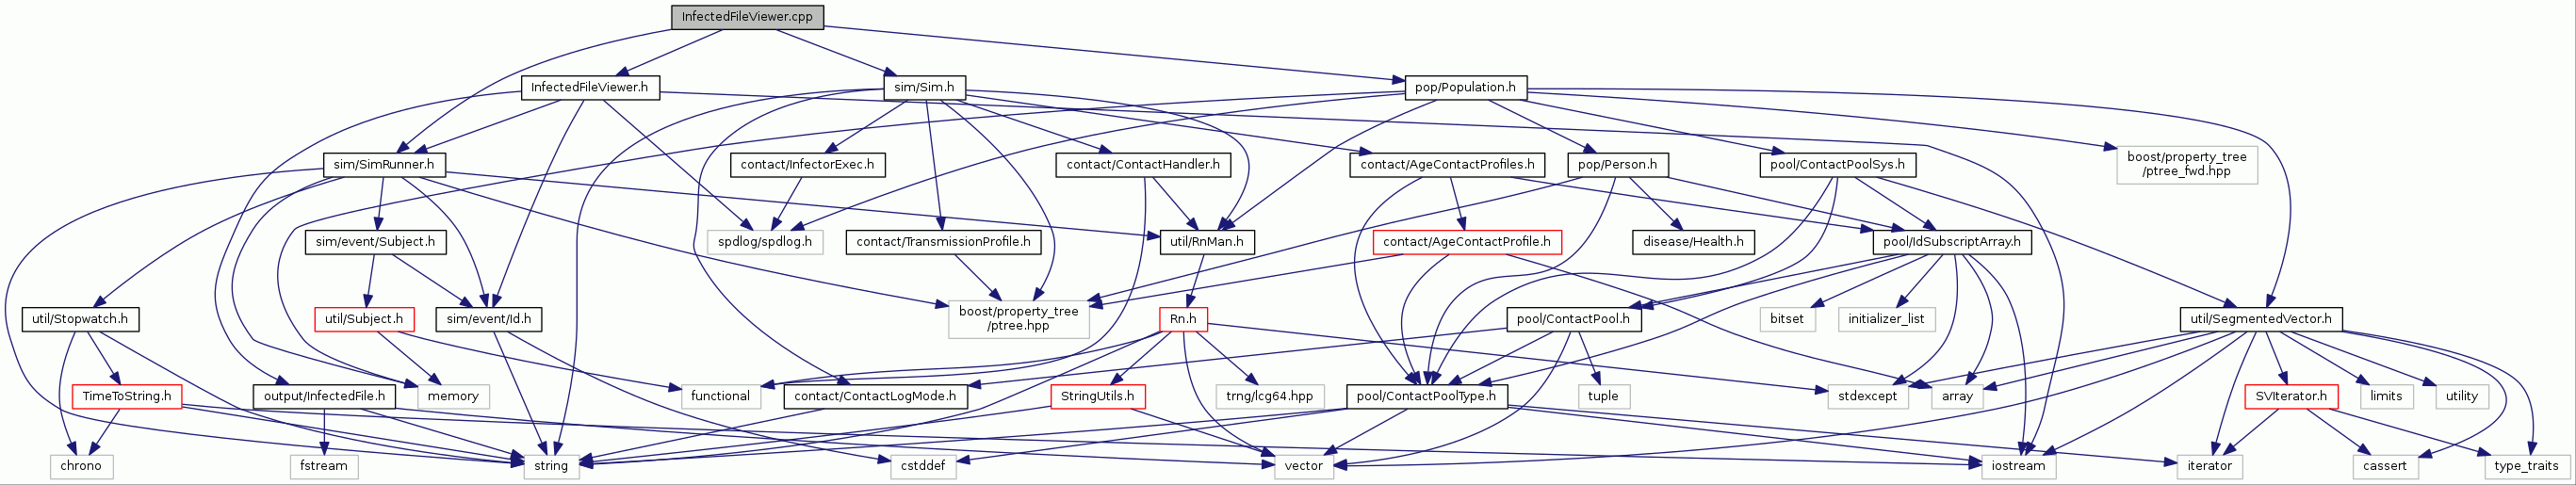 InfectedFileViewer.cpp
InfectedFileViewer.h
sim/Sim.h
pop/Population.h
sim/SimRunner.h
contact/InfectorExec.h
contact/ContactHandler.h
contact/AgeContactProfiles.h
pop/Person.h
pool/ContactPoolSys.h
boost/property_tree
/ptree_fwd.hpp
sim/event/Subject.h
spdlog/spdlog.h
contact/TransmissionProfile.h
util/RnMan.h
contact/AgeContactProfile.h
disease/Health.h
pool/IdSubscriptArray.h
util/Stopwatch.h
util/Subject.h
sim/event/Id.h
boost/property_tree
/ptree.hpp
Rn.h
pool/ContactPool.h
bitset
initializer_list
util/SegmentedVector.h
TimeToString.h
output/InfectedFile.h
memory
functional
contact/ContactLogMode.h
StringUtils.h
trng/lcg64.hpp
pool/ContactPoolType.h
tuple
stdexcept
array
SVIterator.h
limits
utility
chrono
fstream
string
cstddef
vector
iostream
iterator
cassert
type_traits